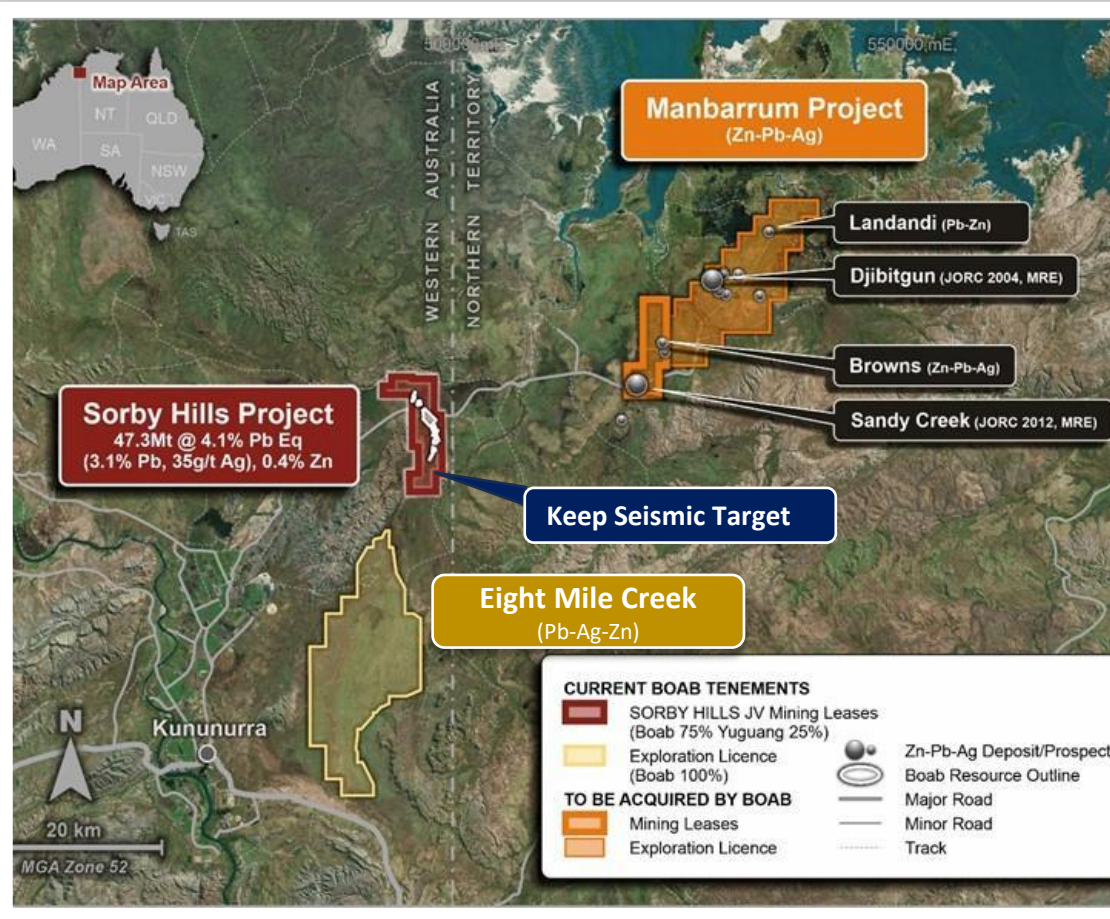 500000mE
550000 mE
Map Area
NT
QLD
WA
SA
NSW
VIC
TAS
WESTERN AUSTRALIA
NORTHERN TERRITORY
Manbarrum Project
(Zn-Pb-Ag)
Landandi (Pb-Zn)
Djibitgun (JORC 2004, MRE)
Browns (Zn-Pb-Ag)
Sandy Creek (JORC 2012, MRE)
Sorby Hills Project
47.3Mt @ 4.1% Pb Eq
(3.1% Pb, 35g/t Ag), 0.4% Zn
Keep Seismic Target
Eight Mile Creek
(Pb-Ag-Zn)
Kununurra
N
20 km
MGA Zone 52
CURRENT BOAB TENEMENTS
SORBY HILLS JV Mining Leases
(Boab 75% Yuguang 25%)
Exploration Licence
(Boab 100%)
TO BE ACQUIRED BY BOAB
Mining Leases
Exploration Licence
Zn-Pb-Ag Deposit/Prospect
Boab Resource Outline
Major Road
Minor Road
Track